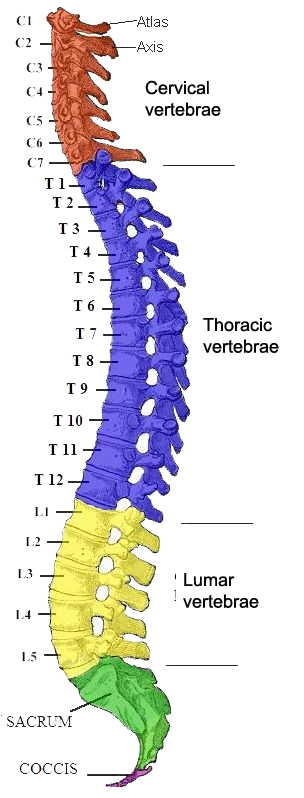 C1
Atlas
C2
Axis
C3
C4
Cervical
vertebrae
C5
C6
C7
T 1
T 2
T 3
T 4
T 5
T 6
Thoracic
vertebrae
T 7
T 8
T 9
T 10
T 11
T 12
L1
L2
L3
Lumar
vertebrae
L4
L5
SACRUM
COCCIS